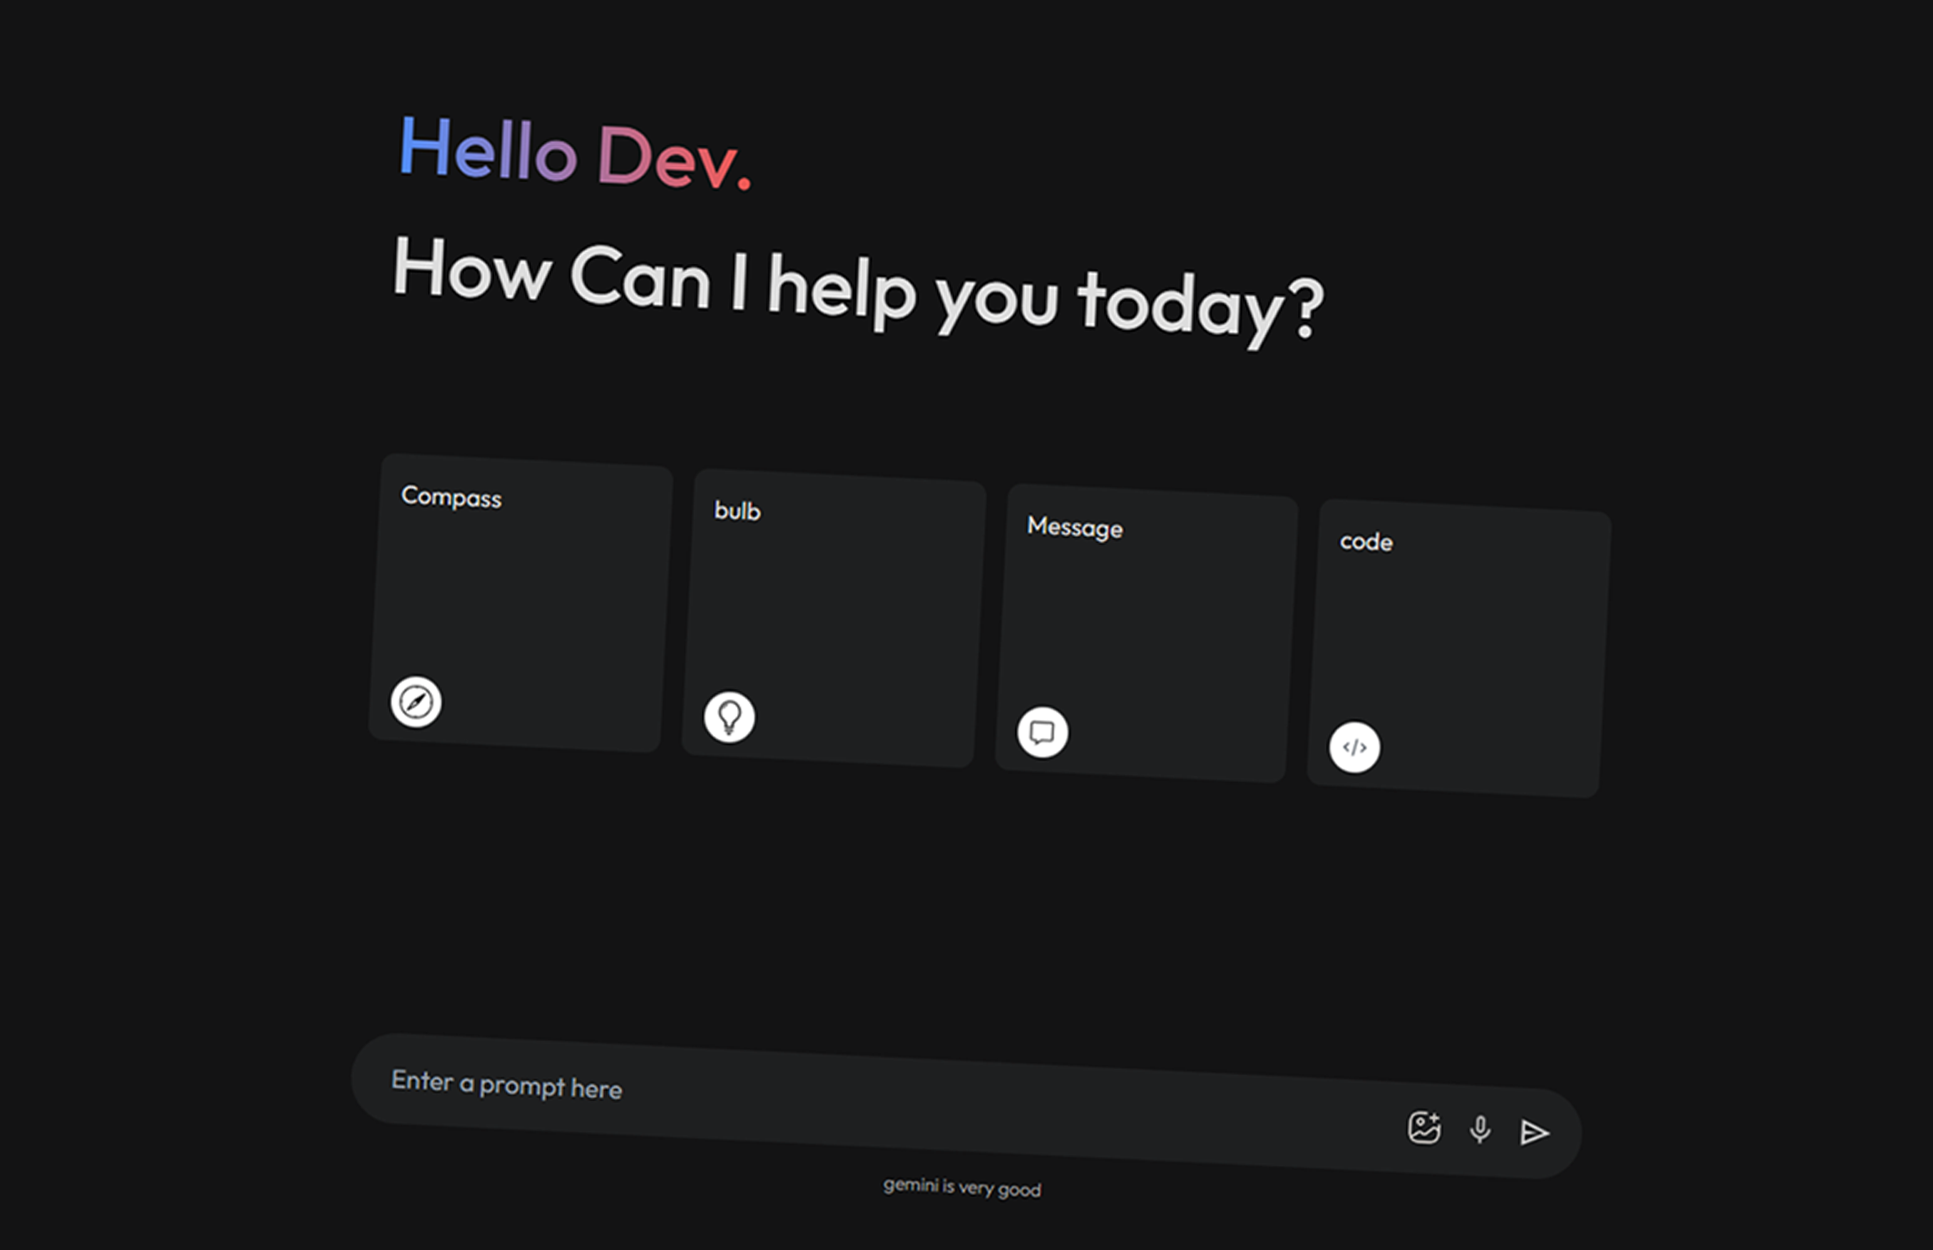 Hello Dev.
How Can I help you today?
Compass
bulb
Message
code
Enter a prompt here
gemini is very good